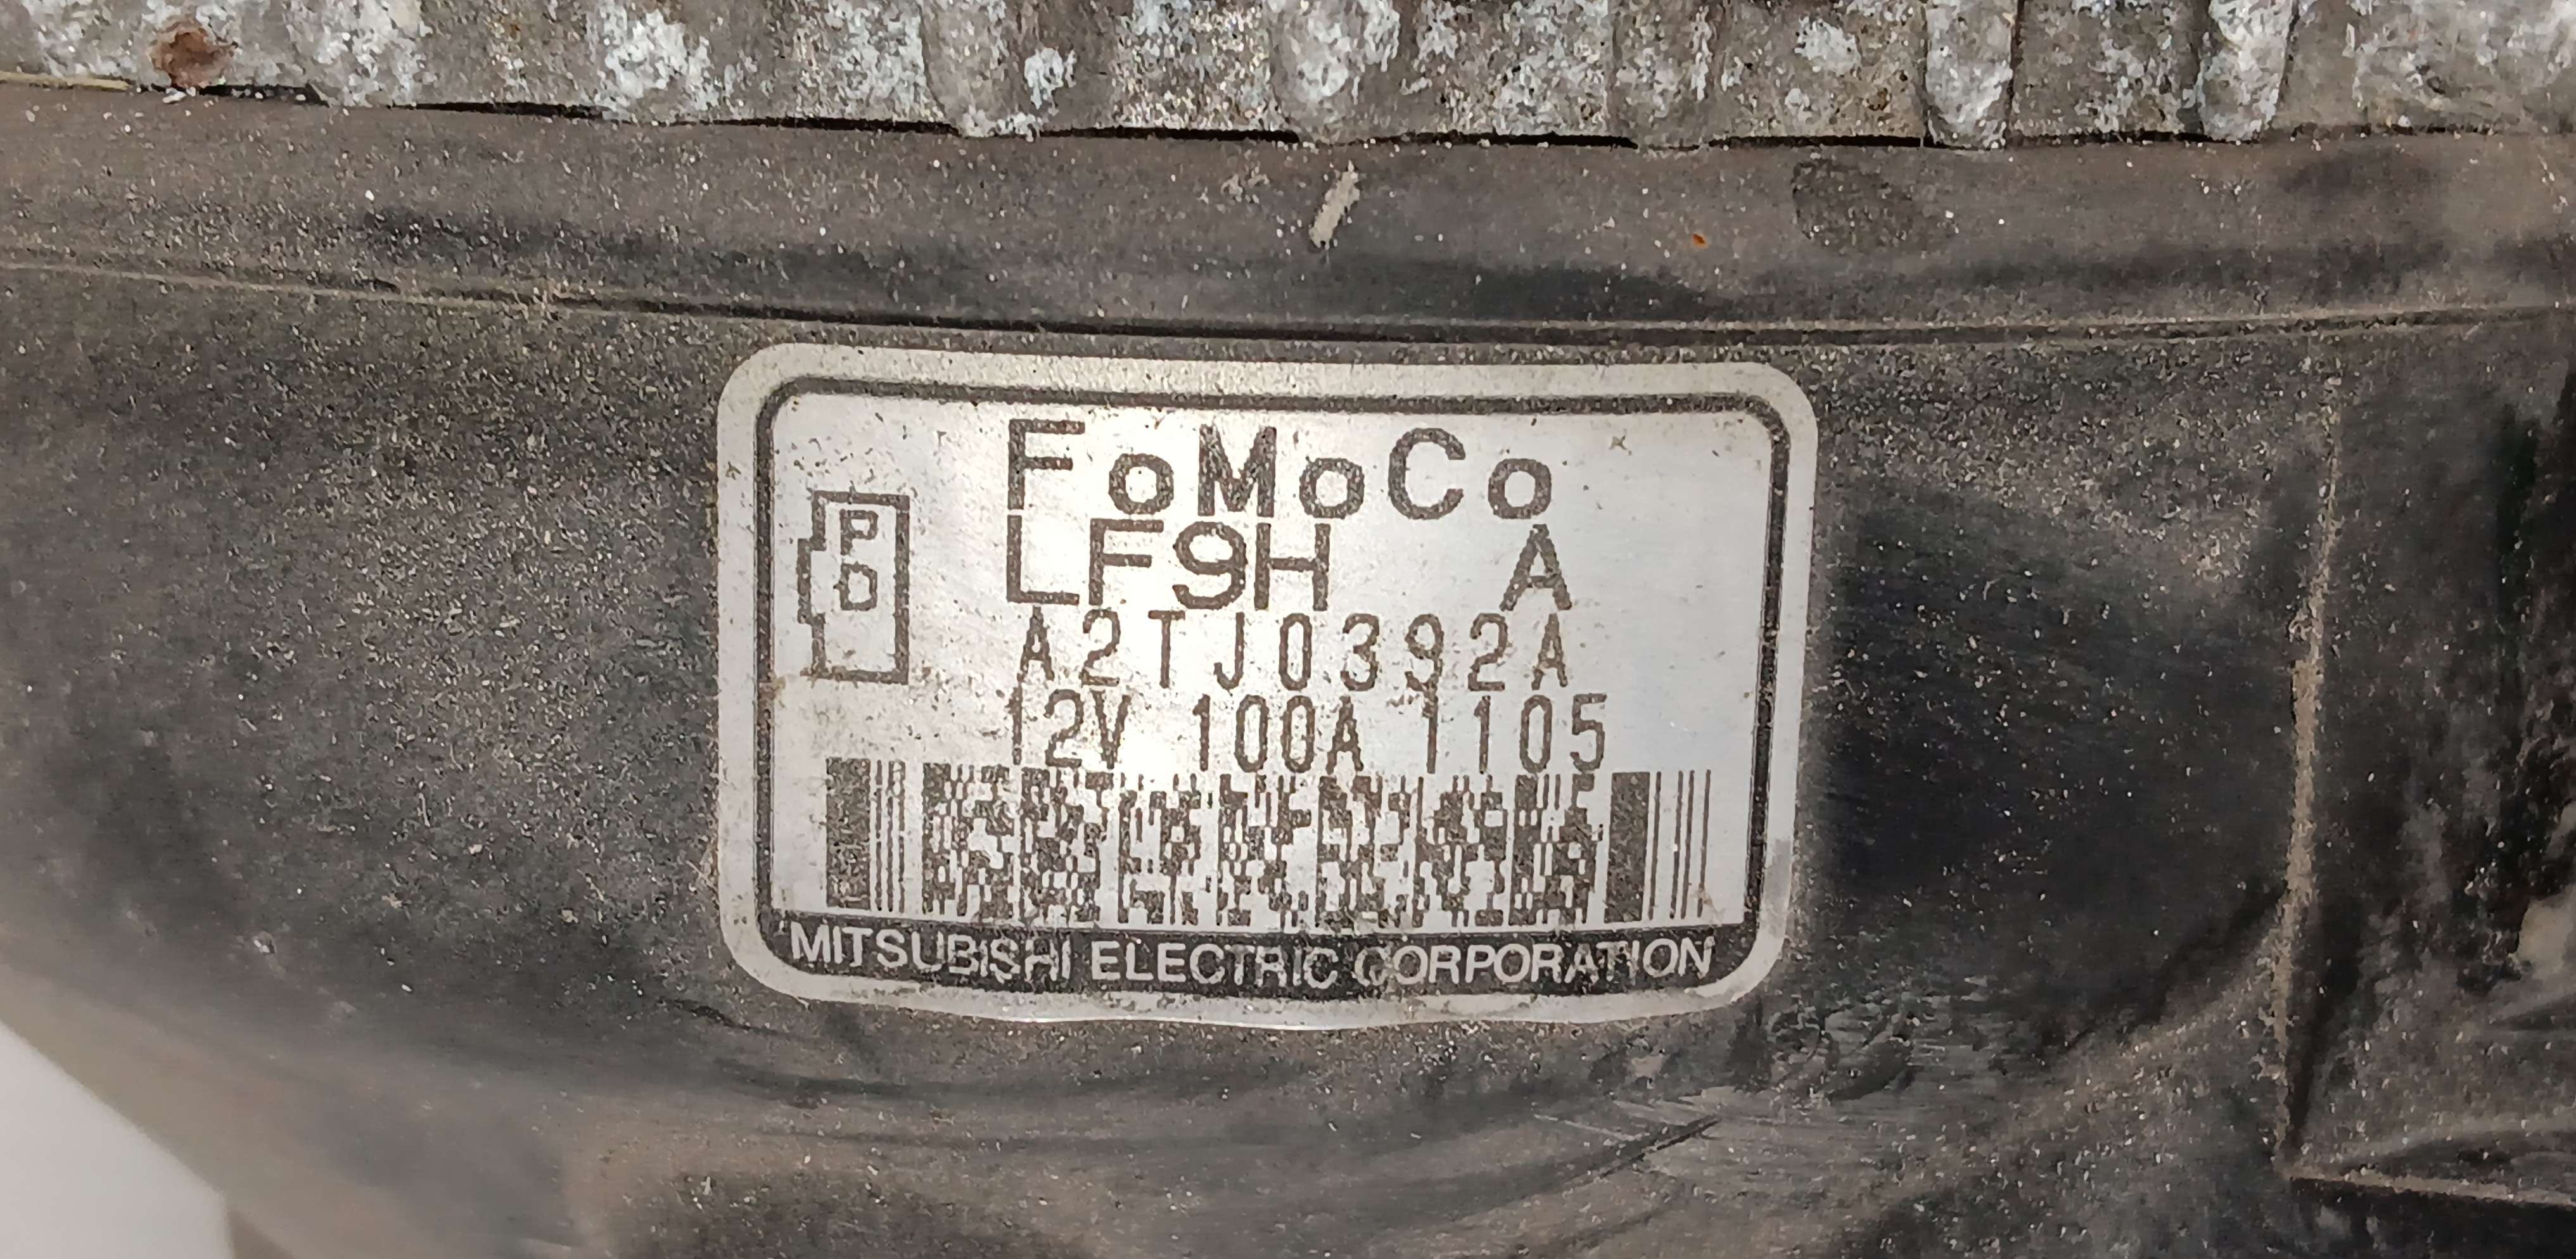 FoMoCo
LF9H A
P
D
A2TJ0392A
12V 100A 1105
MITSUBISHI ELECTRIC CORPORATION